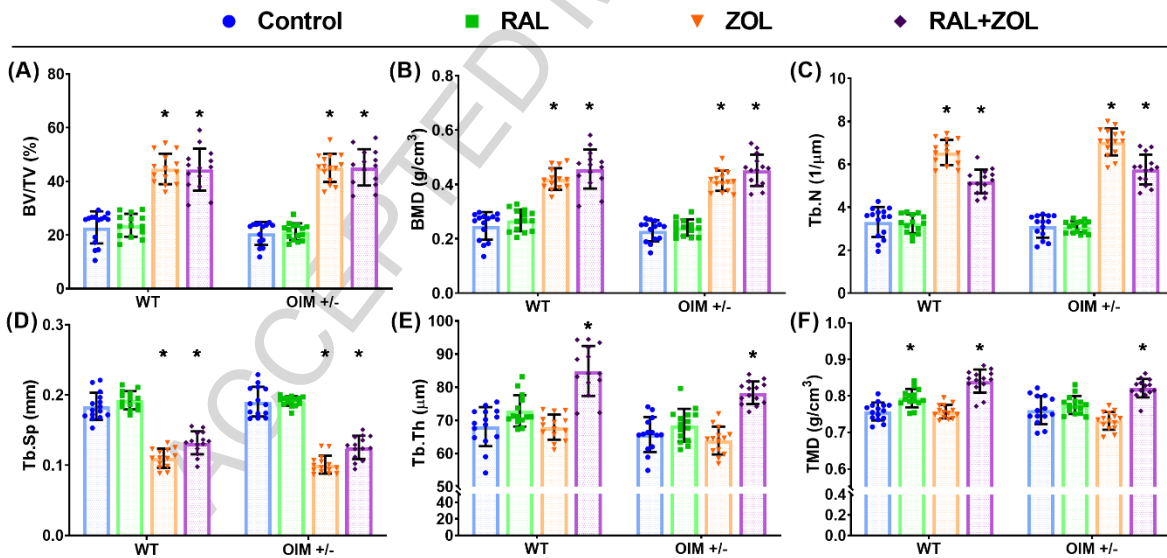 Control RAL ZOL RAL+ZOL
(A) (B) (C)
BV/TV (%)
80
60
40
20
0
* * * *
WT OIM +/-
BMD (g/cm³)
0.8
0.6
0.4
0.2
0.0
* * * *
WT OIM +/-
Tb.N (1/μm)
10
8
6
4
2
0
* * * *
WT OIM +/-
(D) (E) (F)
Tb.Sp (mm)
0.3
0.2
0.1
0.0
* * * *
WT OIM +/-
Tb.Th (μm)
100
90
80
70
60
50
40
20
0
* *
WT OIM +/-
TMD (g/cm³)
1.0
0.9
0.8
0.7
0.6
0.4
0.2
0.0
* * *
WT OIM +/-